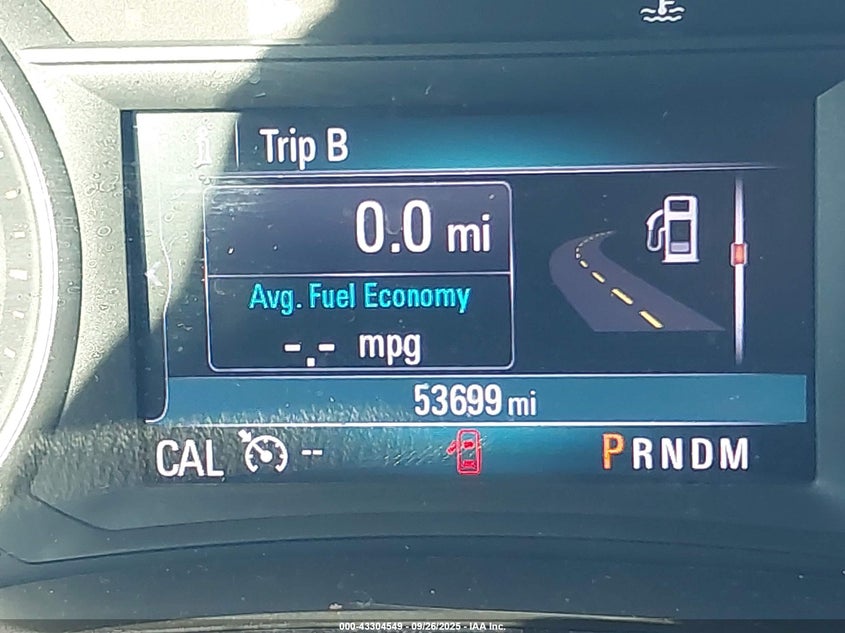 Trip B
0.0 mi
Avg. Fuel Economy
-.- mpg
53699 mi
CAL -- PRNDM
000-43304549 - 09/26/2025 - IAA Inc.